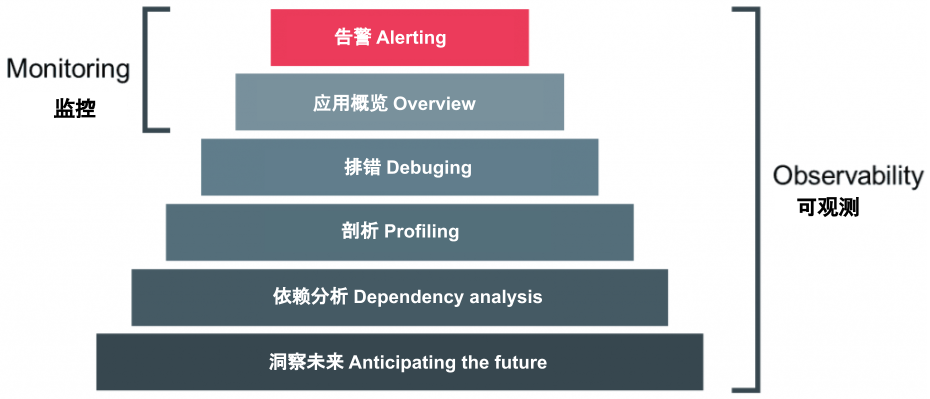 告警 Alerting
Monitoring
监控
应用概览 Overview
排错 Debuging
Observability
可观测
剖析 Profiling
依赖分析 Dependency analysis
洞察未来 Anticipating the future